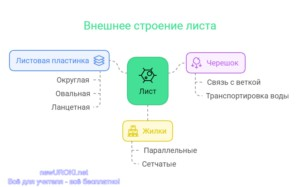 Внешнее строение листа
Листовая пластинка
Округлая
Овальная
Ланцетная
Лист
Черешок
Связь с веткой
Транспортировка воды
Жилки
Параллельные
Сетчатые
newUROKI.net
Всё для учителя - всё бесплатно!